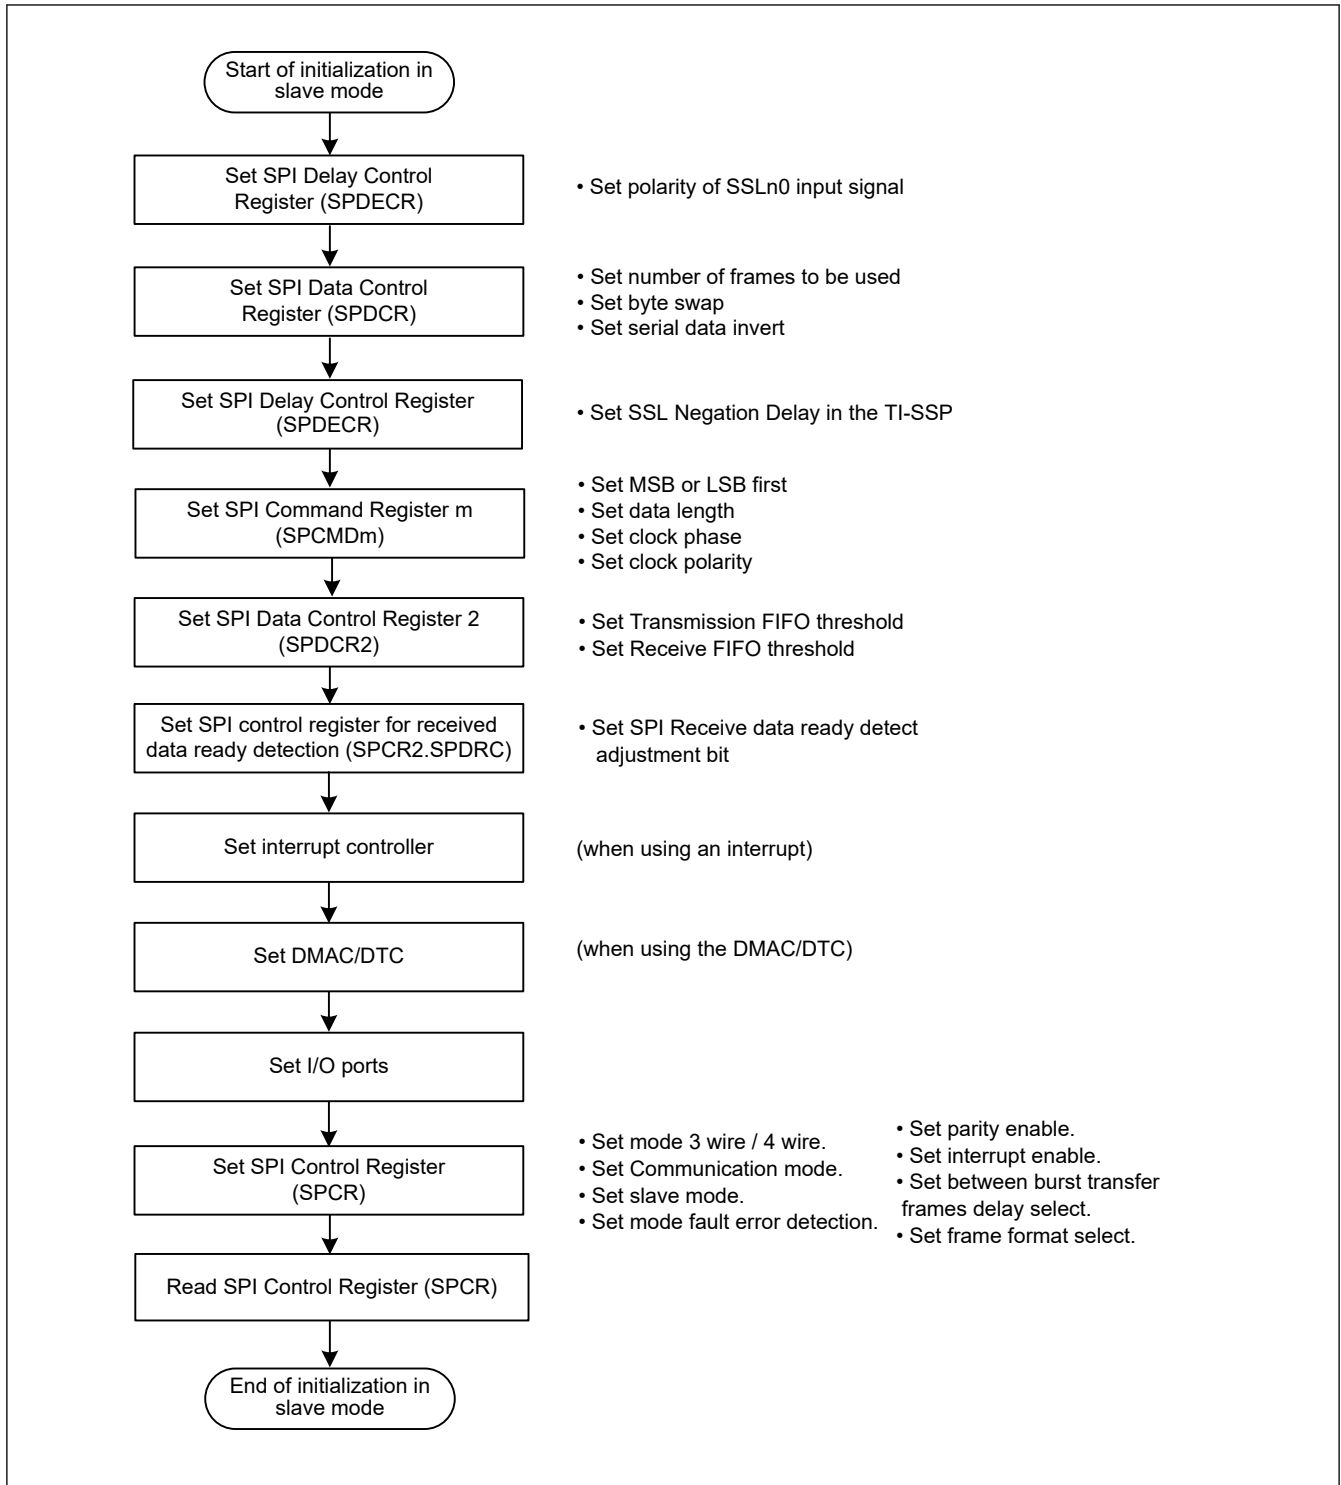 Start of initialization in
slave mode
Set SPI Delay Control
Register (SPDECR)
• Set polarity of SSLn0 input signal
Set SPI Data Control
Register (SPDCR)
• Set number of frames to be used
• Set byte swap
• Set serial data invert
Set SPI Delay Control Register
(SPDECR)
• Set SSL Negation Delay in the TI-SSP
Set SPI Command Register m
(SPCMDm)
• Set MSB or LSB first
• Set data length
• Set clock phase
• Set clock polarity
Set SPI Data Control Register 2
(SPDCR2)
• Set Transmission FIFO threshold
• Set Receive FIFO threshold
Set SPI control register for received
data ready detection (SPCR2.SPDRC)
• Set SPI Receive data ready detect
adjustment bit
Set interrupt controller
(when using an interrupt)
Set DMAC/DTC
(when using the DMAC/DTC)
Set I/O ports
Set SPI Control Register
(SPCR)
• Set mode 3 wire / 4 wire.
• Set Communication mode.
• Set slave mode.
• Set mode fault error detection.
• Set parity enable.
• Set interrupt enable.
• Set between burst transfer
frames delay select.
• Set frame format select.
Read SPI Control Register (SPCR)
End of initialization in
slave mode